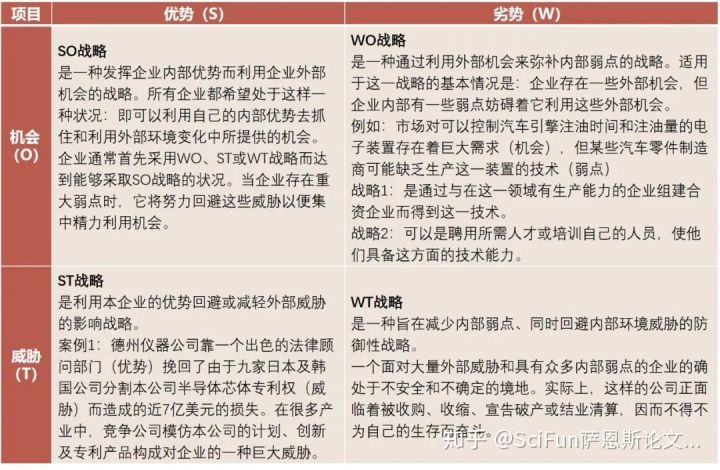 项目
优势（S）
劣势（W）
机会
（O）
SO战略
是一种发挥企业内部优势而利用企业外部
机会的战略。所有企业都希望处于这样一
种状况：即可以利用自己的内部优势去抓
住和利用外部环境变化中所提供的机会。
企业通常首先采用WO、ST或WT战略而达
到能够采取SO战略的状况。当企业存在重
大弱点时，它将努力回避这些威胁以便集
中精力利用机会。
WO战略
是一种通过利用外部机会来弥补内部弱点的战略。适用
于这一战略的基本情况是：企业存在一些外部机会，但
企业内部有一些弱点妨碍着它利用这些外部机会。
例如：市场对可以控制汽车引擎注油时间和注油量的电
子装置存在着巨大需求（机会），但某些汽车零件制造
商可能缺乏生产这一装置的技术（弱点）
战略1：是通过与在这一领域有生产能力的企业组建合
资企业而得到这一技术。
战略2：可以是聘用所需人才或培训自己的人员，使他
们具备这方面的技术能力。
威胁
（T）
ST战略
是利用本企业的优势回避或减轻外部威胁
的影响战略。
案例1：德州仪器公司靠一个出色的法律顾
问部门（优势）挽回了由于九家日本及韩
国公司分割本公司半导体芯体专利权（威
胁）而造成的近7亿美元的损失。在很多产
业中，竞争公司模仿本公司的计划、创新
及专利产品构成对企业的一种巨大威胁。
WT战略
是一种旨在减少内部弱点、同时回避内部环境威胁的防
御性战略。
一个面对大量外部威胁和具有众多内部弱点的企业的确
处于不安全和不确定的境地。实际上，这样的公司正面
临着被收购、收缩、宣告破产或结业清算，因而不得不
为自己的生存而奋斗。
知乎 @SciFun萨恩斯论文...